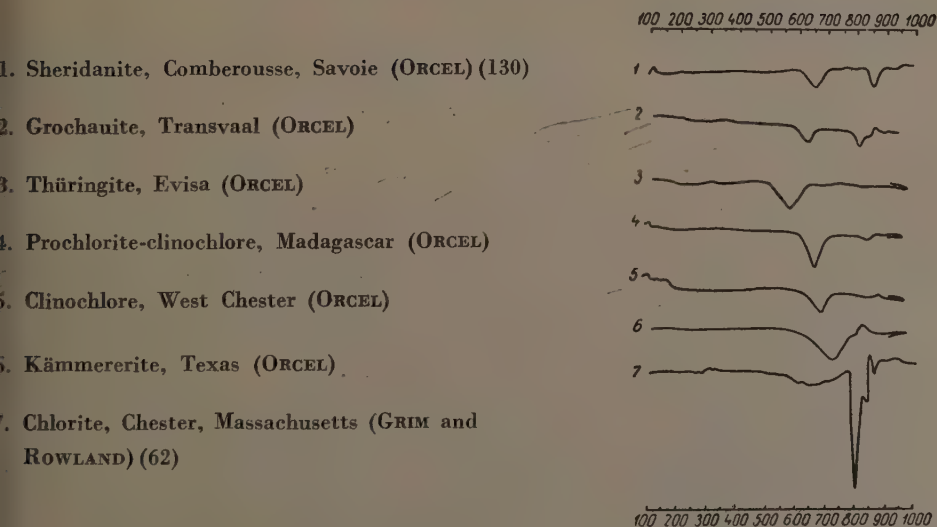 100 200 300 400 500 600 700 800 900 1000
1. Sheridanite, Comberousse, Savoie (ORCEL) (130)
1
2. Grochauite, Transvaal (ORCEL)
2
3. Thüringite, Evisa (ORCEL)
3
4. Prochlorite-clinochlore, Madagascar (ORCEL)
4
5. Clinochlore, West Chester (ORCEL)
5
6. Kämmererite, Texas (ORCEL)
6
7. Chlorite, Chester, Massachusetts (GRIM and
ROWLAND) (62)
7
100 200 300 400 500 600 700 800 900 1000